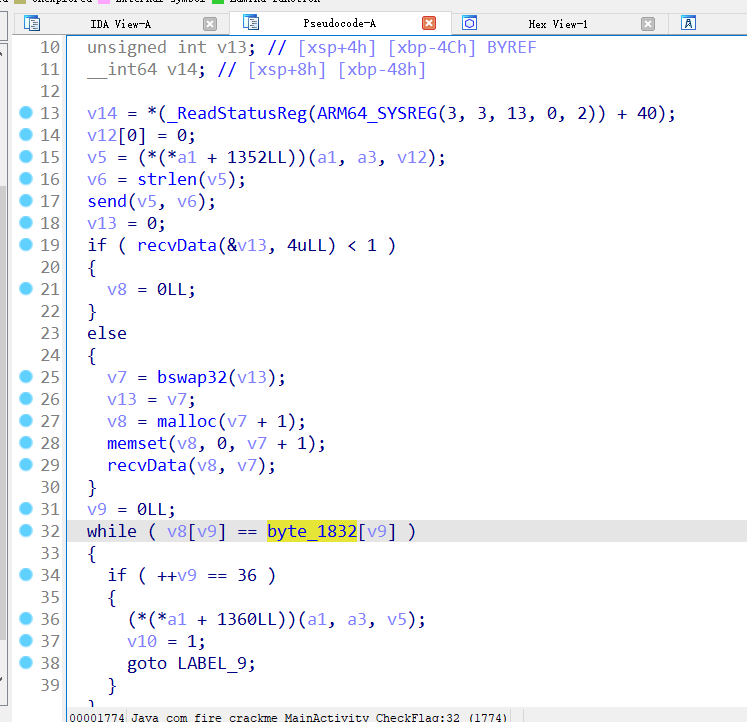 IDA View-A Pseudocode-A Hex View-1
10 unsigned int v13; // [xsp+4h] [xbp-4Ch] BYREF
11 __int64 v14; // [xsp+8h] [xbp-48h]
12
13 v14 = *(_ReadStatusReg(ARM64_SYSREG(3, 3, 13, 0, 2)) + 40);
14 v12[0] = 0;
15 v5 = (*(*a1 + 1352LL))(a1, a3, v12);
16 v6 = strlen(v5);
17 send(v5, v6);
18 v13 = 0;
19 if ( recvData(&v13, 4uLL) < 1 )
20 {
21 v8 = 0LL;
22 }
23 else
24 {
25 v7 = bswap32(v13);
26 v13 = v7;
27 v8 = malloc(v7 + 1);
28 memset(v8, 0, v7 + 1);
29 recvData(v8, v7);
30 }
31 v9 = 0LL;
32 while ( v8[v9] == byte_1832[v9] )
33 {
34 if ( ++v9 == 36 )
35 {
36 (*(*a1 + 1360LL))(a1, a3, v5);
37 v10 = 1;
38 goto LABEL_9;
39 }
00001774 Java_com_fire_crackme_MainActivity_CheckFlag:32 (1774)